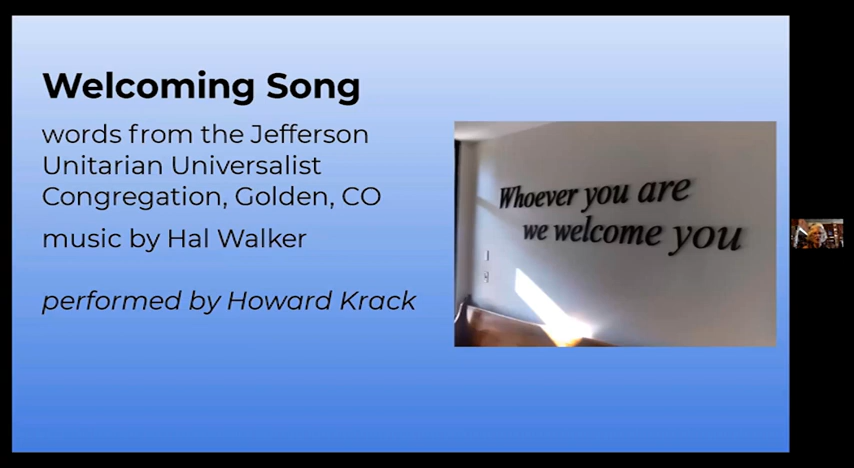 Welcoming Song
words from the Jefferson
Unitarian Universalist
Congregation, Golden, CO
music by Hal Walker
performed by Howard Krack
Whoever you are
we welcome you